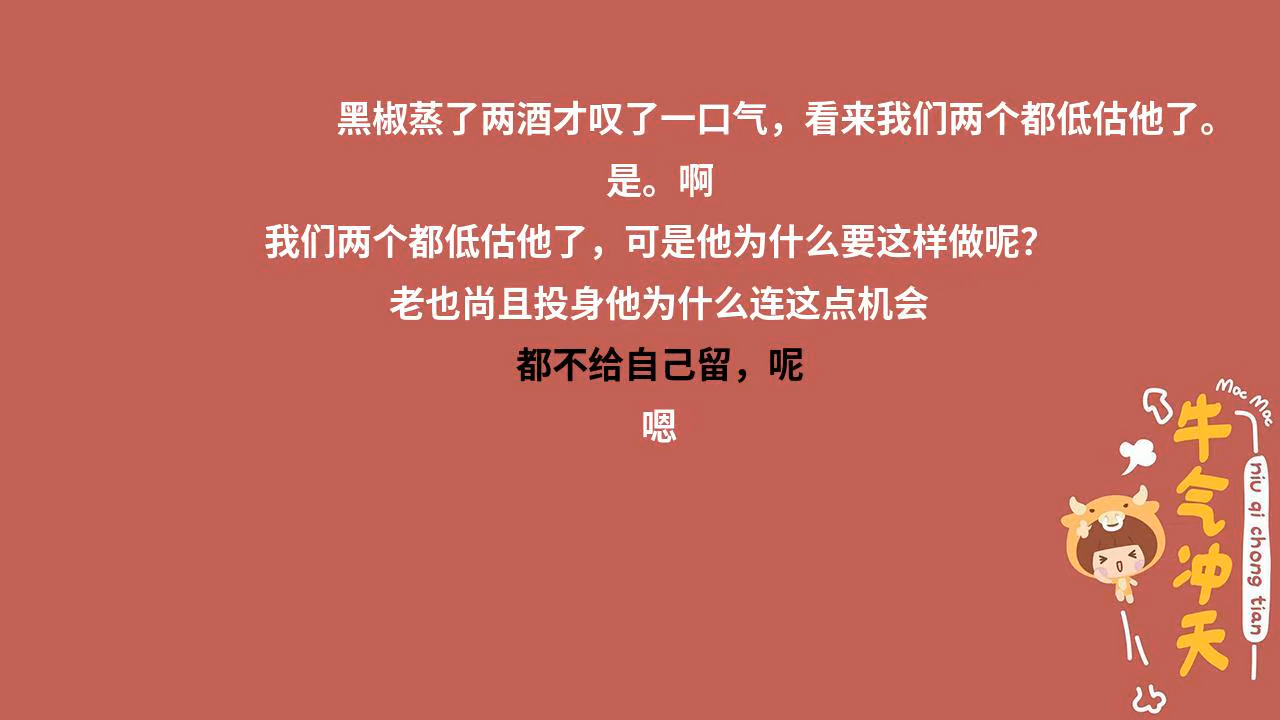 黑椒蒸了两酒才叹了一口气，看来我们两个都低估他了。
是。啊
我们两个都低估他了，可是他为什么要这样做呢？
老也尚且投身他为什么连这点机会
都不给自己留，呢
嗯
Moc Moc
牛气冲天
niu qi chong tian